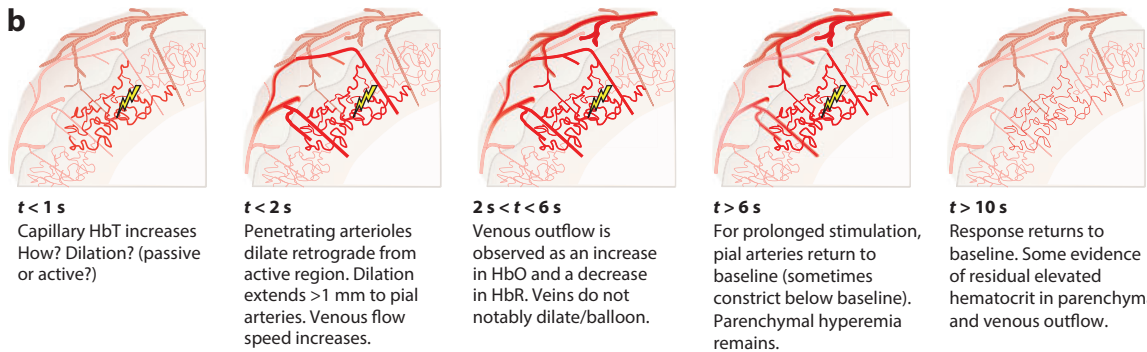 b
t < 1 s
Capillary HbT increases
How? Dilation? (passive
or active?)
t < 2 s
Penetrating arterioles
dilate retrograde from
active region. Dilation
extends >1 mm to pial
arteries. Venous flow
speed increases.
2 s < t < 6 s
Venous outflow is
observed as an increase
in HbO and a decrease
in HbR. Veins do not
notably dilate/balloon.
t > 6 s
For prolonged stimulation,
pial arteries return to
baseline (sometimes
constrict below baseline).
Parenchymal hyperemia
remains.
t > 10 s
Response returns to
baseline. Some evidence
of residual elevated
hematocrit in parenchym
and venous outflow.